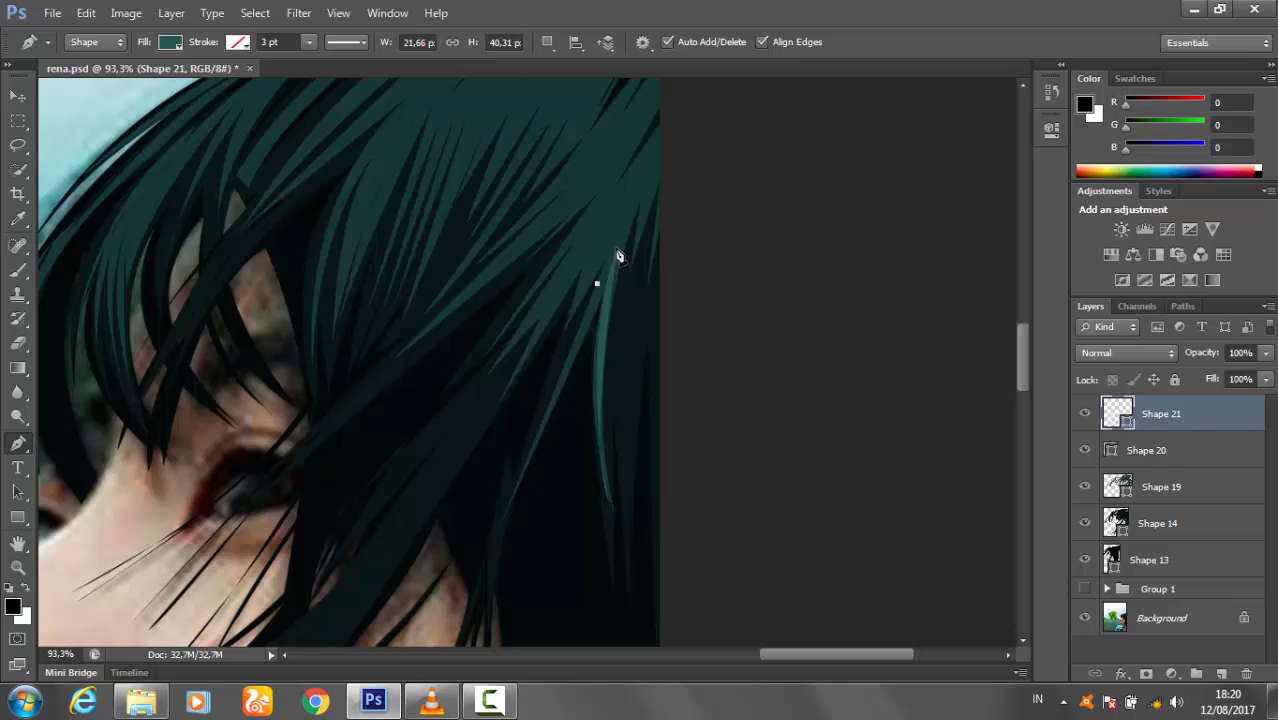 Ps File Edit Image Layer Type Select Filter View Window Help
Shape Fill: Stroke: 3 pt W: 21,66 p H: 40,31 p Auto Add/Delete Align Edges Essentials
rena.psd @ 93,3% (Shape 21, RGB/8#) * ×
Color Swatches
R 0
G 0
B 0
Adjustments Styles
Add an adjustment
Layers Channels Paths
Kind
Normal Opacity: 100%
Lock: Fill: 100%
Shape 21
Shape 20
Shape 19
Shape 14
Shape 13
Group 1
Background
93,3% Doc: 32,7M/32,7M
Mini Bridge Timeline
IN 18:20
12/08/2017